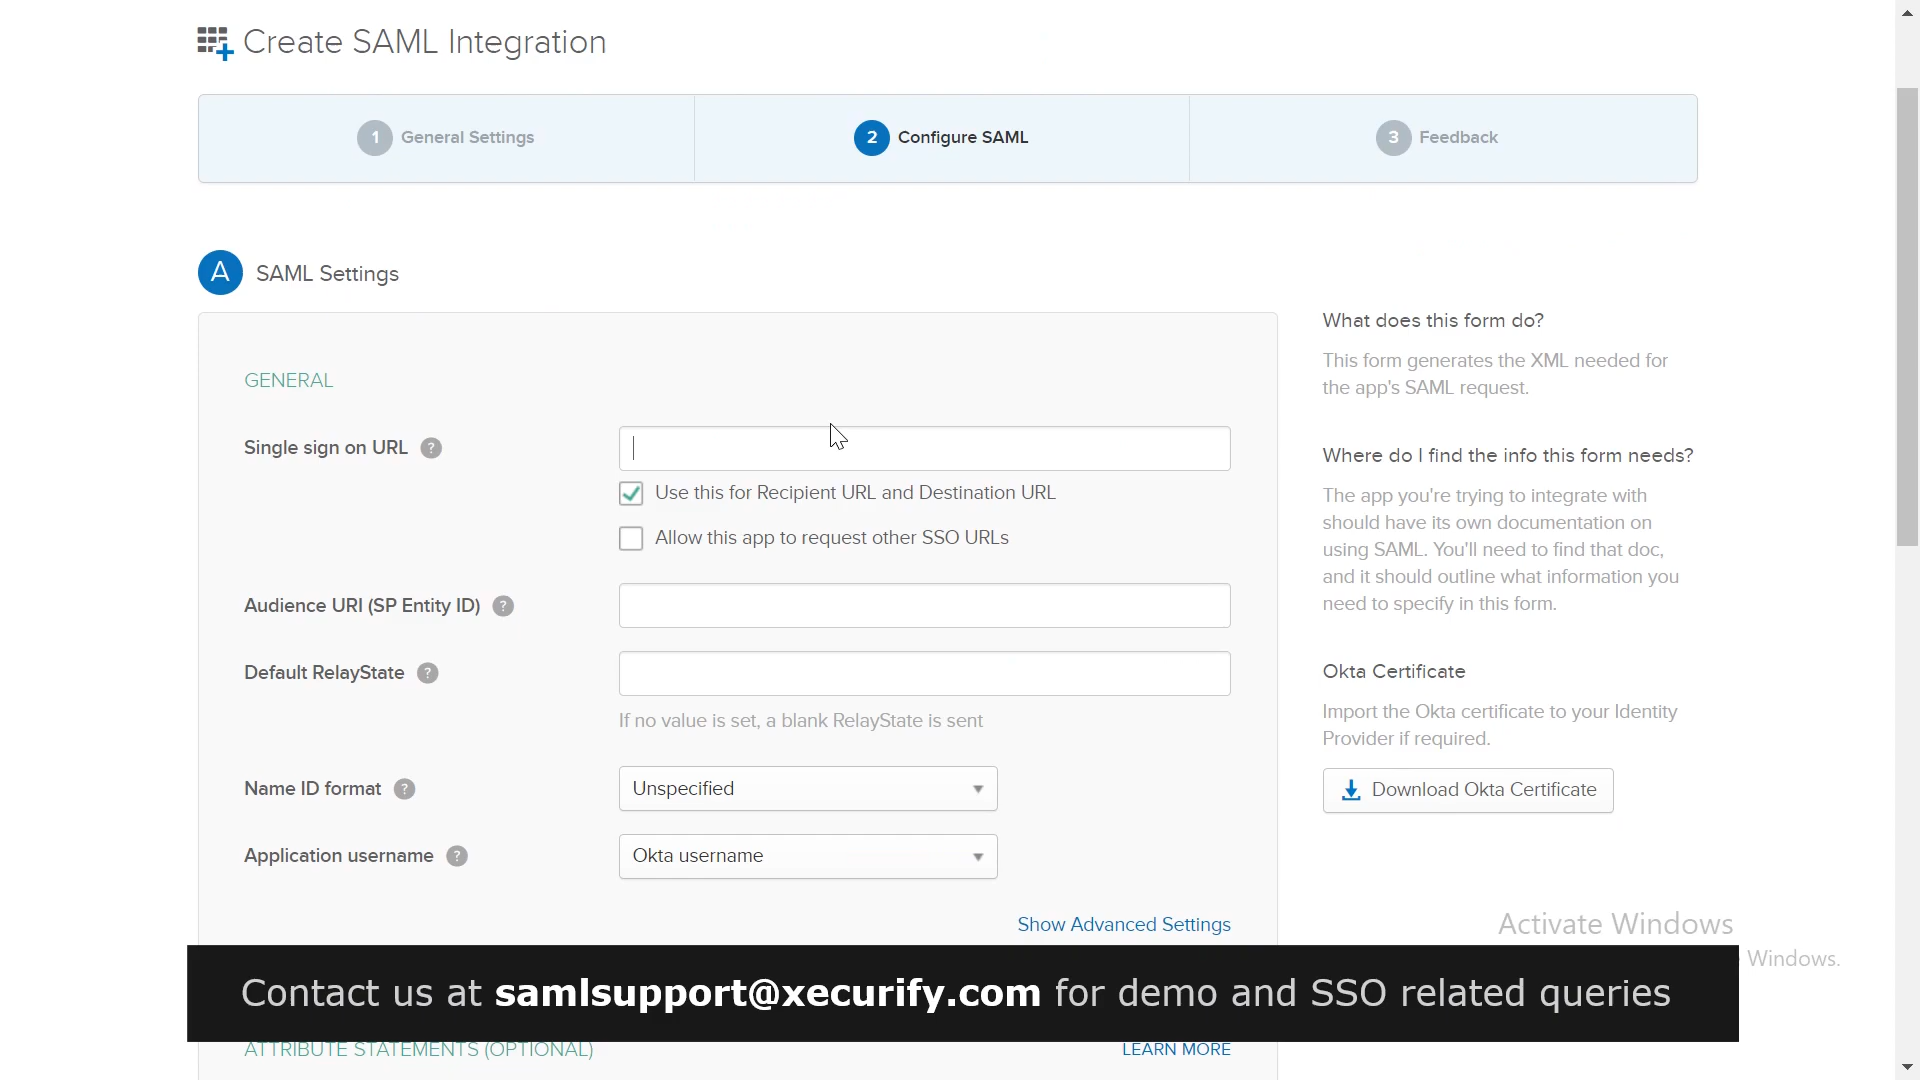 Create SAML Integration
1 General Settings
2 Configure SAML
3 Feedback
A SAML Settings
GENERAL
Single sign on URL ?
Use this for Recipient URL and Destination URL
Allow this app to request other SSO URLs
Audience URI (SP Entity ID) ?
Default RelayState ?
If no value is set, a blank RelayState is sent
Name ID format ? Unspecified
Application username ? Okta username
Show Advanced Settings
ATTRIBUTE STATEMENTS (OPTIONAL) LEARN MORE
What does this form do?
This form generates the XML needed for
the app's SAML request.
Where do I find the info this form needs?
The app you're trying to integrate with
should have its own documentation on
using SAML. You'll need to find that doc,
and it should outline what information you
need to specify in this form.
Okta Certificate
Import the Okta certificate to your Identity
Provider if required.
Download Okta Certificate
Activate Windows
Windows.
Contact us at samlsupport@xecurify.com for demo and SSO related queries